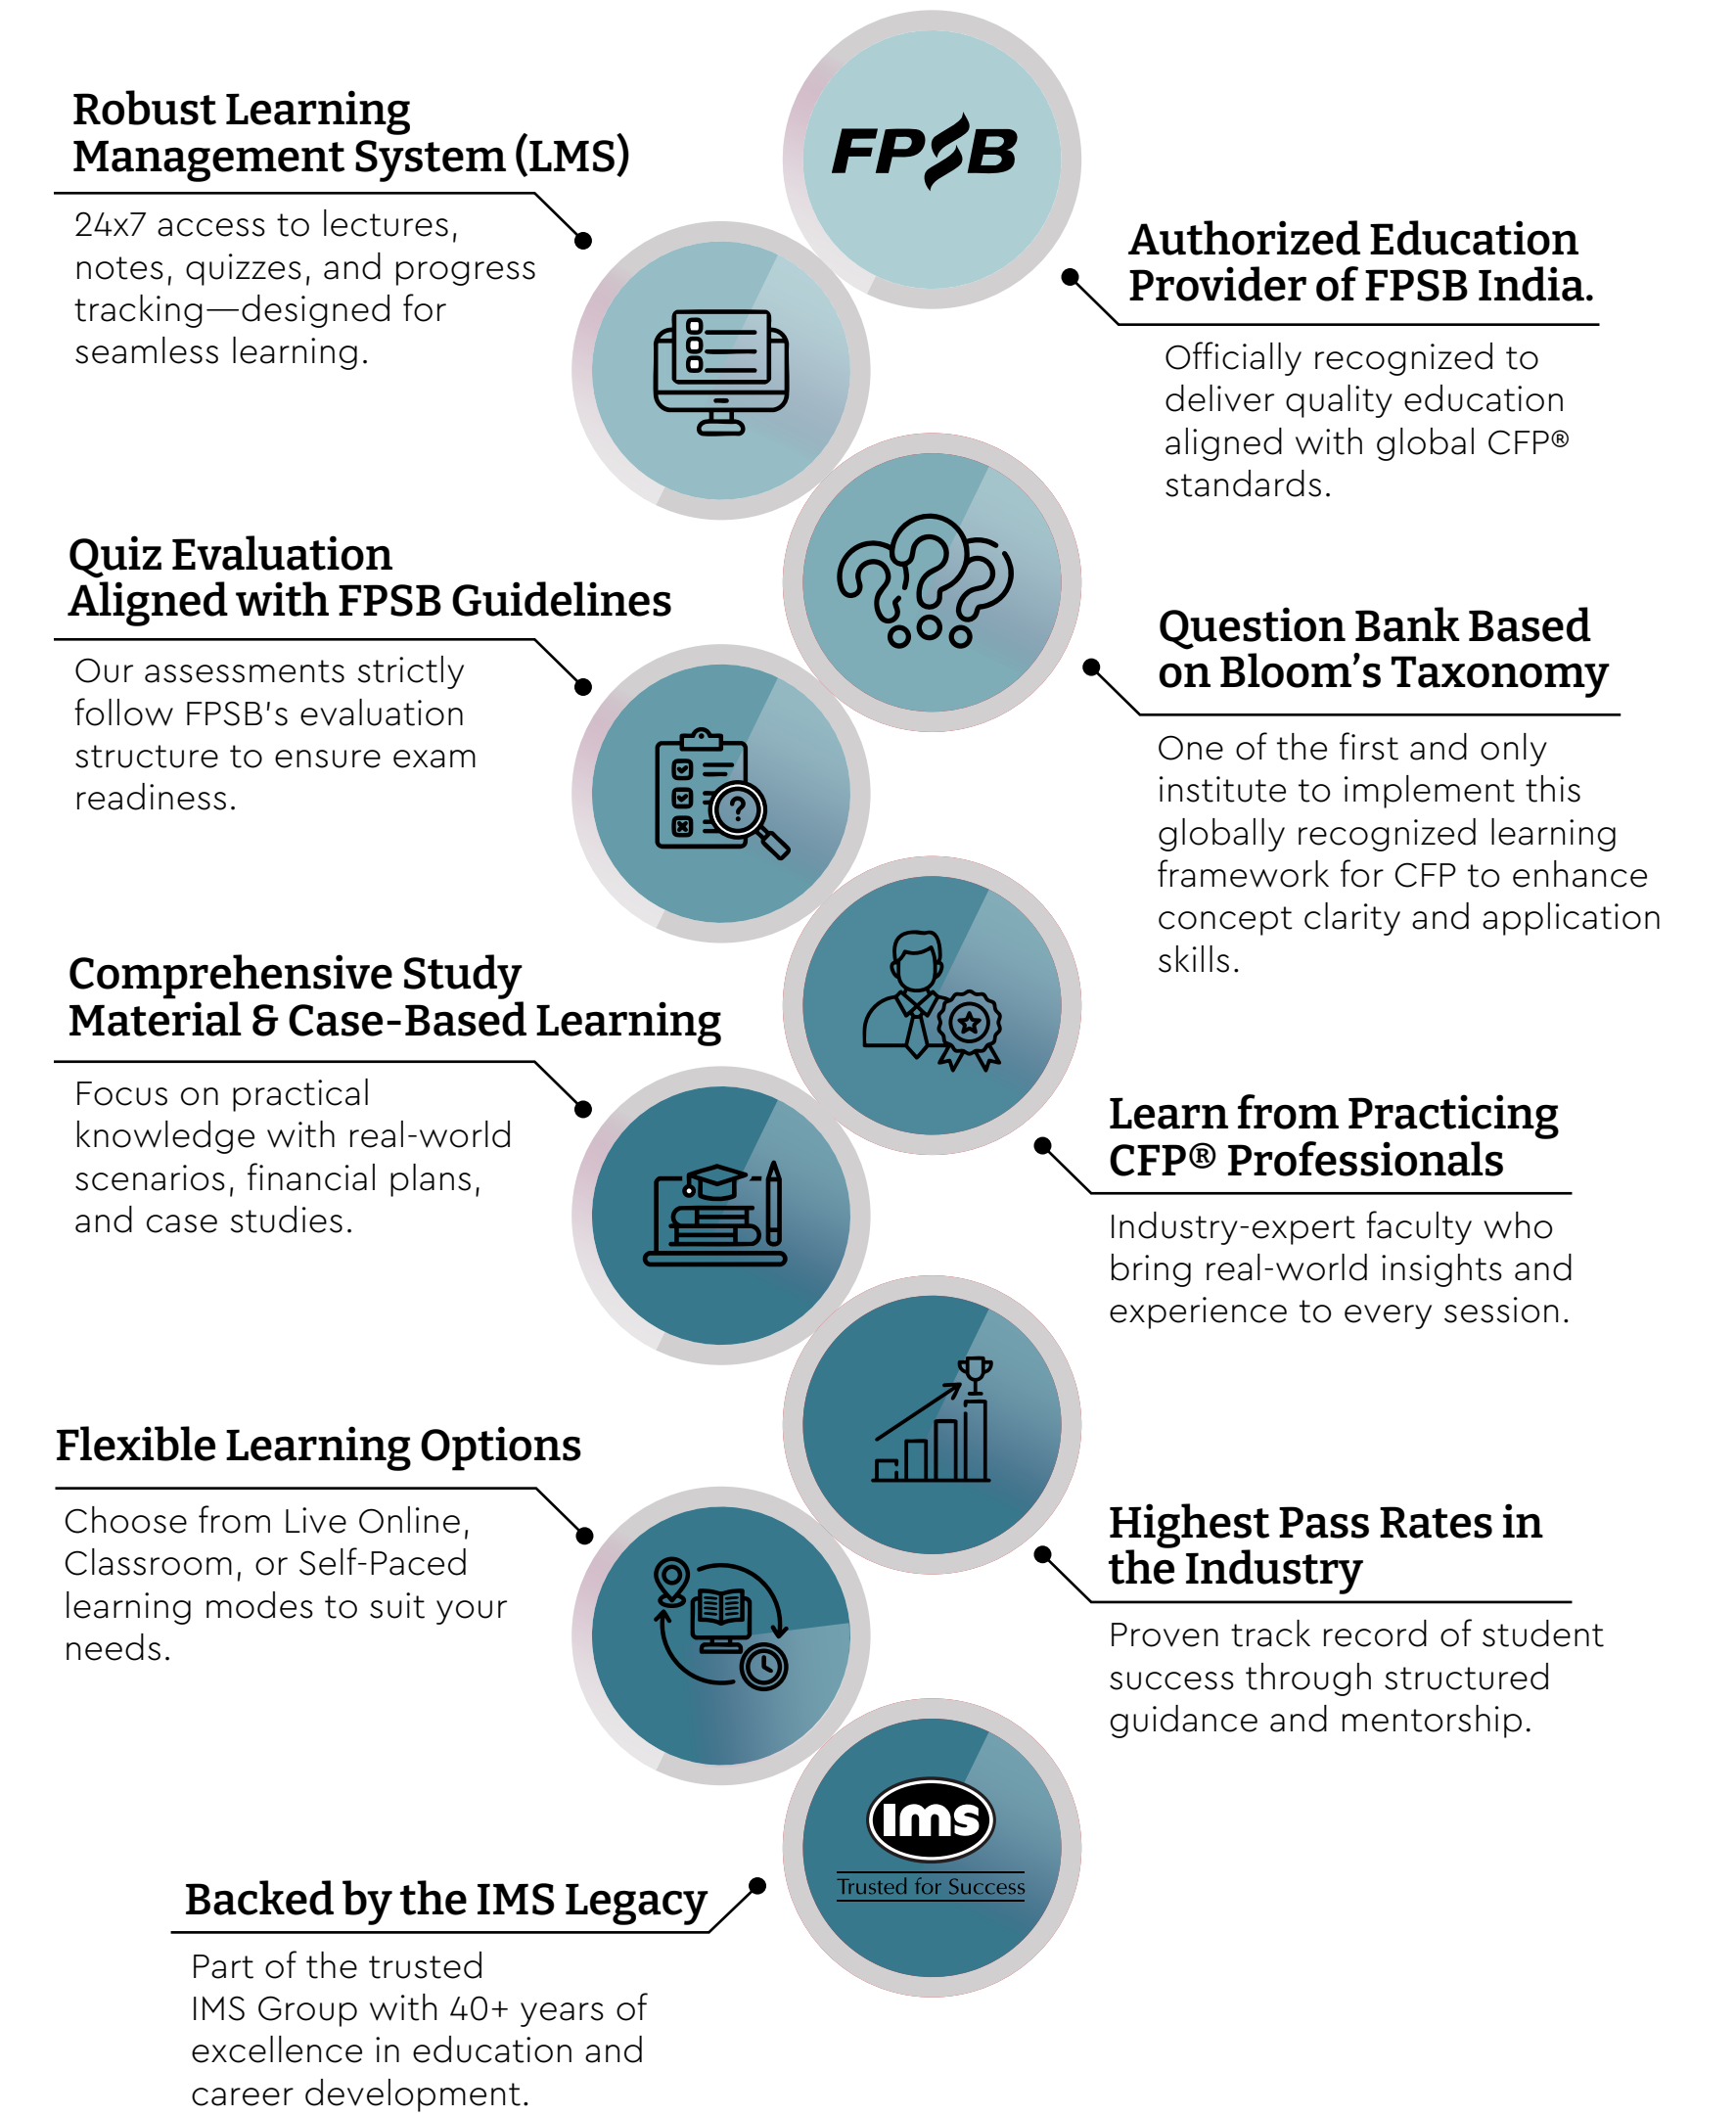 FPSB
Robust Learning
Management System (LMS)
24x7 access to lectures,
notes, quizzes, and progress
tracking—designed for
seamless learning.
Authorized Education
Provider of FPSB India.
Officially recognized to
deliver quality education
aligned with global CFP®
standards.
Quiz Evaluation
Aligned with FPSB Guidelines
Our assessments strictly
follow FPSB's evaluation
structure to ensure exam
readiness.
Question Bank Based
on Bloom’s Taxonomy
One of the first and only
institute to implement this
globally recognized learning
framework for CFP to enhance
concept clarity and application
skills.
Comprehensive Study
Material & Case-Based Learning
Focus on practical
knowledge with real-world
scenarios, financial plans,
and case studies.
Learn from Practicing
CFP® Professionals
Industry-expert faculty who
bring real-world insights and
experience to every session.
Flexible Learning Options
Choose from Live Online,
Classroom, or Self-Paced
learning modes to suit your
needs.
Highest Pass Rates in
the Industry
Proven track record of student
success through structured
guidance and mentorship.
ims
Trusted for Success
Backed by the IMS Legacy
Part of the trusted
IMS Group with 40+ years of
excellence in education and
career development.